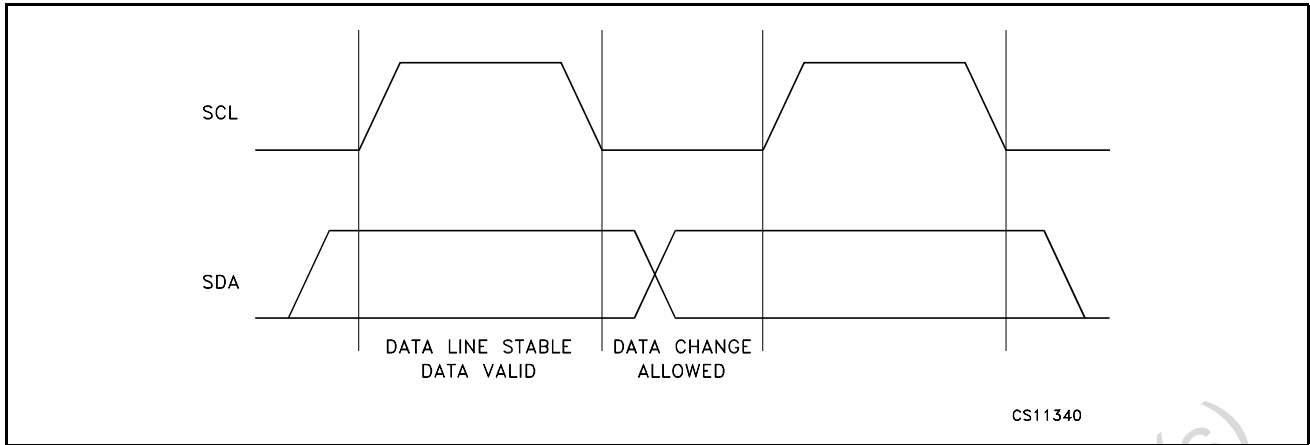 SCL
SDA
DATA LINE STABLE
DATA VALID
DATA CHANGE
ALLOWED
CS11340